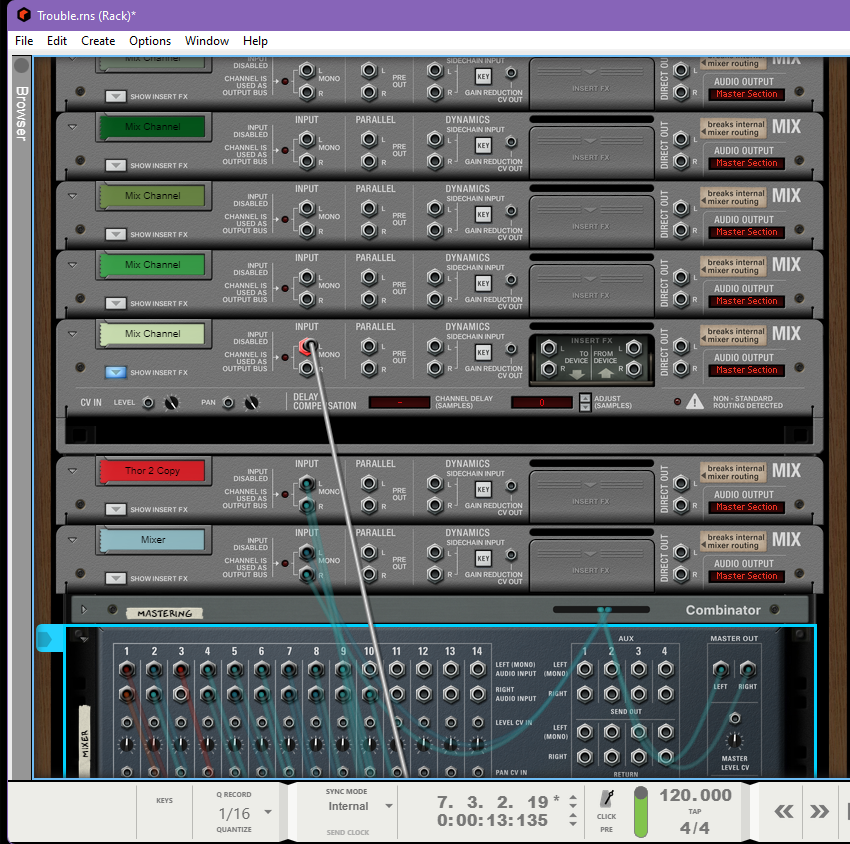 Trouble.rns (Rack)*
File Edit Create Options Window Help
Browser
Mix Channel
DISABLED
CHANNEL IS USED AS OUTPUT BUS
L MONO R
L PRE OUT R
SIDECHAIN INPUT
L KEY R
GAIN REDUCTION CV OUT
INSERT FX
DIRECT OUT L R
breaks internal mixer routing
MIX
AUDIO OUTPUT
Master Section
SHOW INSERT FX
Mix Channel
INPUT DISABLED
CHANNEL IS USED AS OUTPUT BUS
INPUT
L MONO R
PARALLEL
L PRE OUT R
DYNAMICS
SIDECHAIN INPUT
L KEY R
GAIN REDUCTION CV OUT
INSERT FX
DIRECT OUT L R
breaks internal mixer routing
MIX
AUDIO OUTPUT
Master Section
SHOW INSERT FX
Mix Channel
INPUT DISABLED
CHANNEL IS USED AS OUTPUT BUS
INPUT
L MONO R
PARALLEL
L PRE OUT R
DYNAMICS
SIDECHAIN INPUT
L KEY R
GAIN REDUCTION CV OUT
INSERT FX
DIRECT OUT L R
breaks internal mixer routing
MIX
AUDIO OUTPUT
Master Section
SHOW INSERT FX
Mix Channel
INPUT DISABLED
CHANNEL IS USED AS OUTPUT BUS
INPUT
L MONO R
PARALLEL
L PRE OUT R
DYNAMICS
SIDECHAIN INPUT
L KEY R
GAIN REDUCTION CV OUT
INSERT FX
DIRECT OUT L R
breaks internal mixer routing
MIX
AUDIO OUTPUT
Master Section
SHOW INSERT FX
Mix Channel
INPUT DISABLED
CHANNEL IS USED AS OUTPUT BUS
INPUT
L MONO R
PARALLEL
L PRE OUT R
DYNAMICS
SIDECHAIN INPUT
L KEY R
GAIN REDUCTION CV OUT
INSERT FX
L TO DEVICE R
L FROM DEVICE R
DIRECT OUT L R
breaks internal mixer routing
MIX
AUDIO OUTPUT
Master Section
SHOW INSERT FX
CV IN LEVEL PAN
DELAY COMPENSATION
- CHANNEL DELAY (SAMPLES)
0 ADJUST (SAMPLES)
NON - STANDARD ROUTING DETECTED
Thor 2 Copy
INPUT DISABLED
CHANNEL IS USED AS OUTPUT BUS
INPUT
L MONO R
PARALLEL
L PRE OUT R
DYNAMICS
SIDECHAIN INPUT
L KEY R
GAIN REDUCTION CV OUT
INSERT FX
DIRECT OUT L R
breaks internal mixer routing
MIX
AUDIO OUTPUT
Master Section
SHOW INSERT FX
Mixer
INPUT DISABLED
CHANNEL IS USED AS OUTPUT BUS
INPUT
L MONO R
PARALLEL
L PRE OUT R
DYNAMICS
SIDECHAIN INPUT
L KEY R
GAIN REDUCTION CV OUT
INSERT FX
DIRECT OUT L R
breaks internal mixer routing
MIX
AUDIO OUTPUT
Master Section
SHOW INSERT FX
MASTERING
Combinator
1 2 3 4 5 6 7 8 9 10 11 12 13 14
LEFT (MONO) AUDIO INPUT
RIGHT AUDIO INPUT
LEVEL CV IN
PAN CV IN
MIXER
AUX
1 2 3 4
LEFT (MONO)
RIGHT
SEND OUT
LEFT (MONO)
RIGHT
RETURN
MASTER OUT
LEFT RIGHT
MASTER LEVEL CV
KEYS
Q RECORD
1/16
QUANTIZE
SYNC MODE
Internal
SEND CLOCK
7. 3. 2. 19 *
0:00:13:135
CLICK
PRE
120.000
TAP
4/4